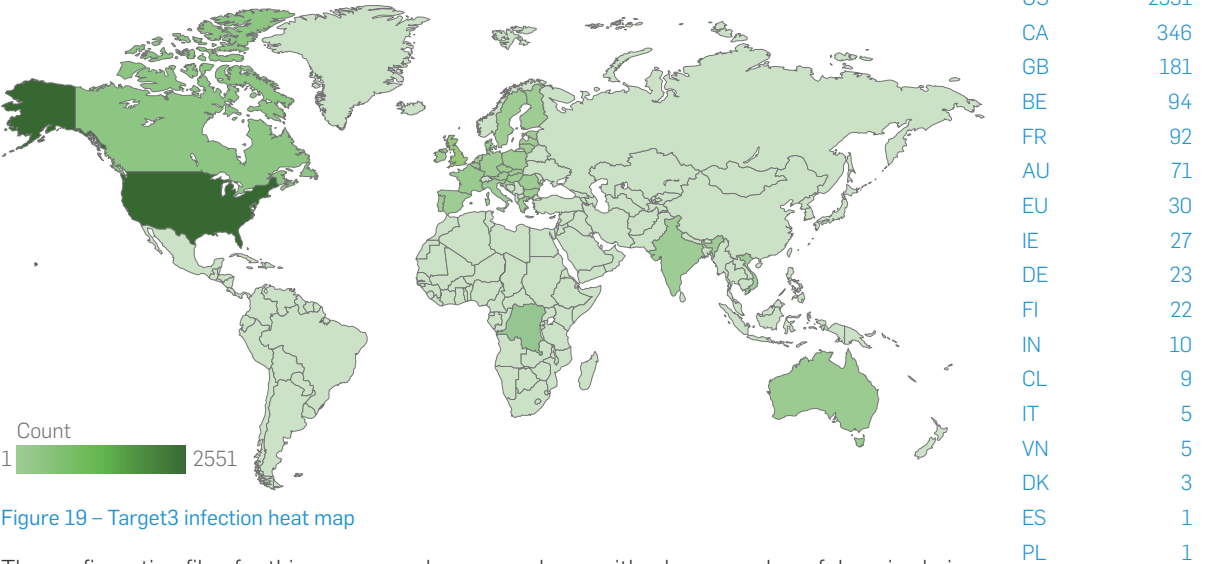 US 2551
CA 346
GB 181
BE 94
FR 92
AU 71
EU 30
IE 27
DE 23
FI 22
IN 10
CL 9
IT 5
VN 5
DK 3
ES 1
PL 1
Count
1 2551
Figure 19 – Target3 infection heat map